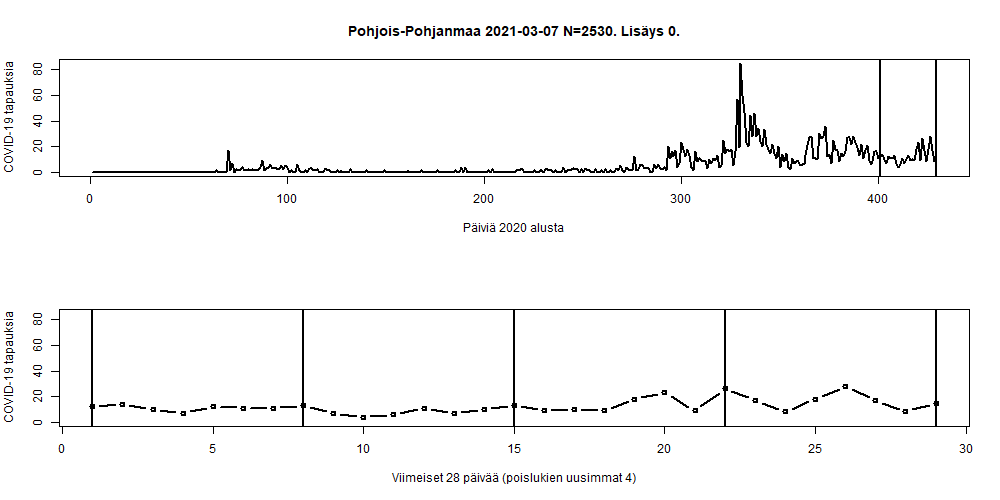 Pohjois-Pohjanmaa 2021-03-07 N=2530. Lisäys 0.
COVID-19 tapauksia
80
60
40
20
0
0 100 200 300 400
Päiviä 2020 alusta
COVID-19 tapauksia
80
60
40
20
0
0 5 10 15 20 25 30
Viimeiset 28 päivää (poislukien uusimmat 4)